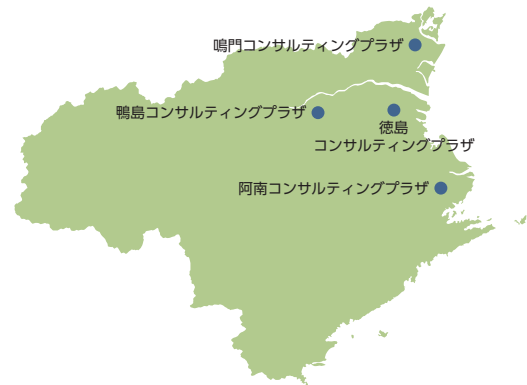 鳴門コンサルティングプラザ
鴨島コンサルティングプラザ
徳島
コンサルティングプラザ
阿南コンサルティングプラザ